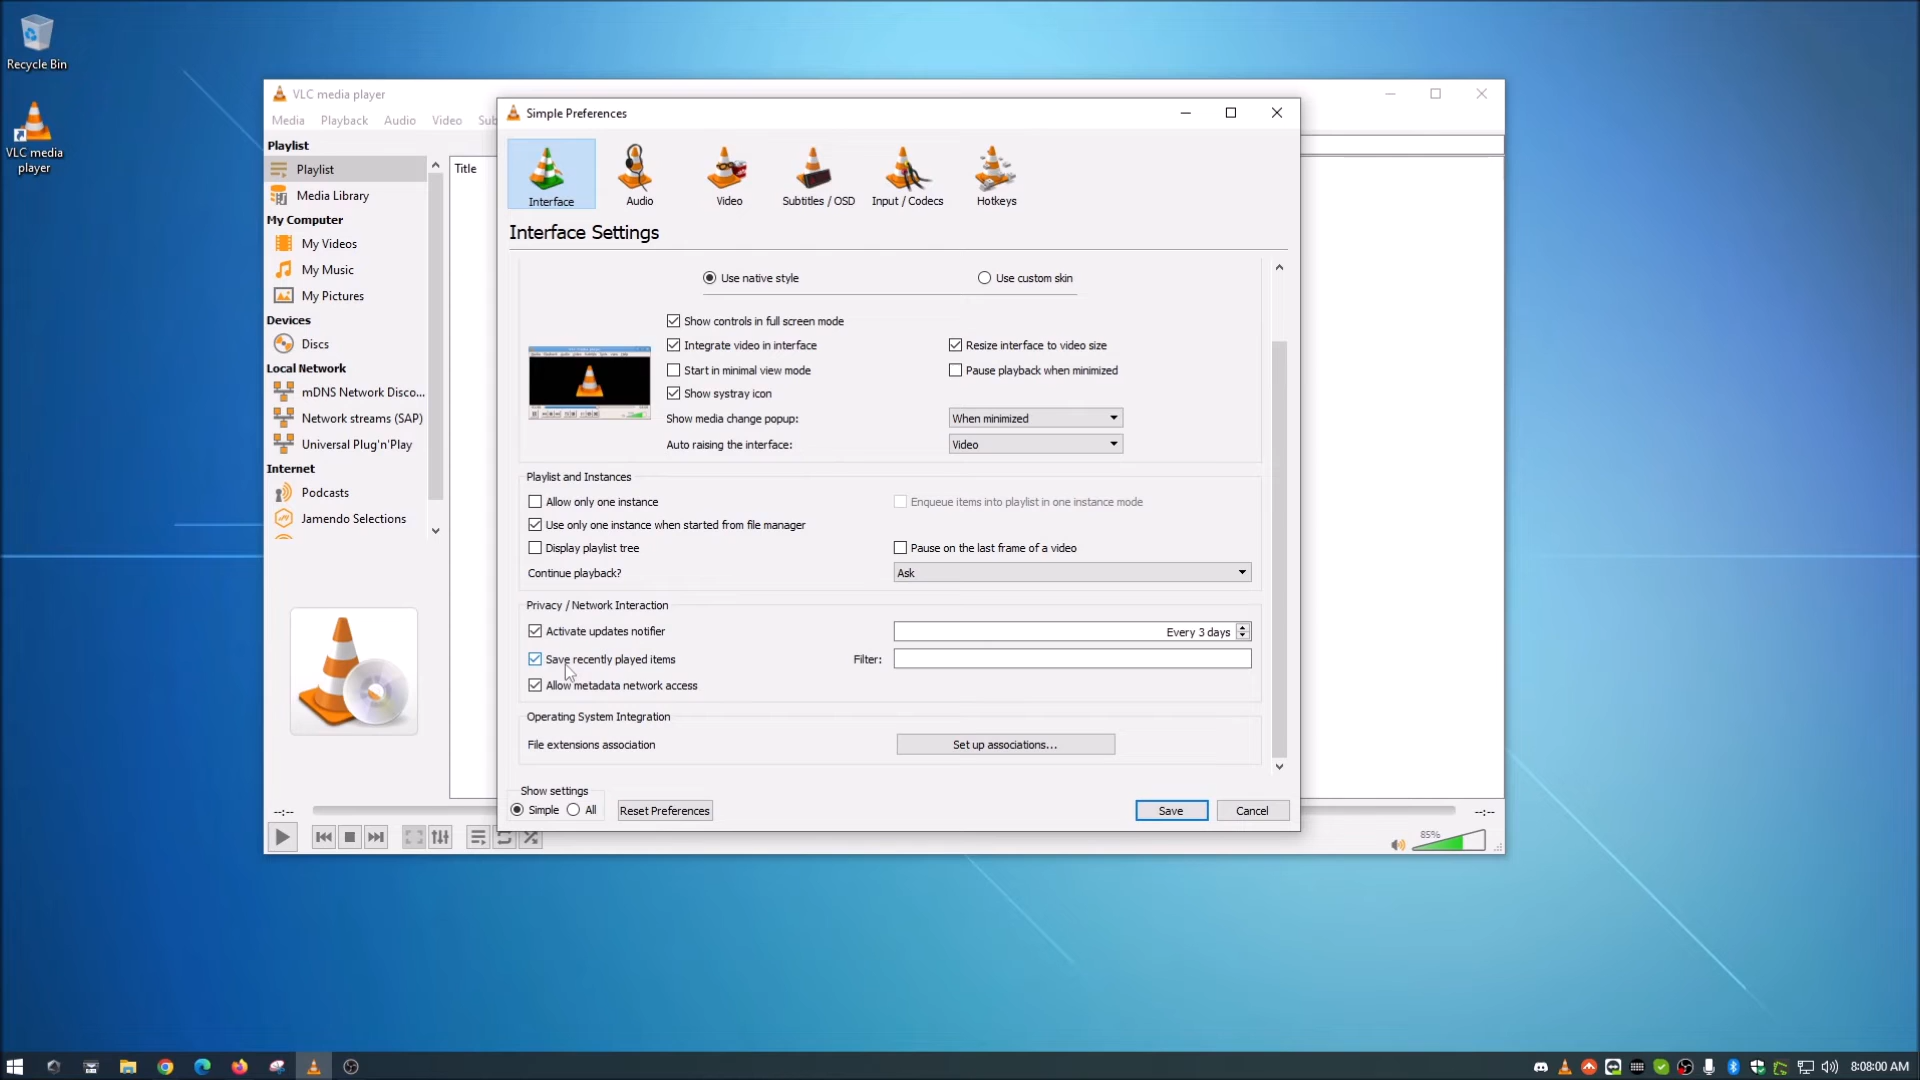 Recycle Bin
VLC media
player
VLC media player
Media Playback Audio Video Sub
Playlist
Playlist
Media Library
My Computer
My Videos
My Music
My Pictures
Devices
Discs
Local Network
mDNS Network Disco...
Network streams (SAP)
Universal Plug'n'Play
Internet
Podcasts
Jamendo Selections
Title
Simple Preferences
Interface Audio Video Subtitles / OSD Input / Codecs Hotkeys
Interface Settings
Use native style Use custom skin
Show controls in full screen mode
Integrate video in interface Resize interface to video size
Start in minimal view mode Pause playback when minimized
Show systray icon
Show media change popup: When minimized
Auto raising the interface: Video
Playlist and Instances
Allow only one instance Enqueue items into playlist in one instance mode
Use only one instance when started from file manager
Display playlist tree Pause on the last frame of a video
Continue playback? Ask
Privacy / Network Interaction
Activate updates notifier Every 3 days
Save recently played items Filter:
Allow metadata network access
Operating System Integration
File extensions association Set up associations...
Show settings
Simple All Reset Preferences Save Cancel
--:-- --:--
85%
8:08:00 AM